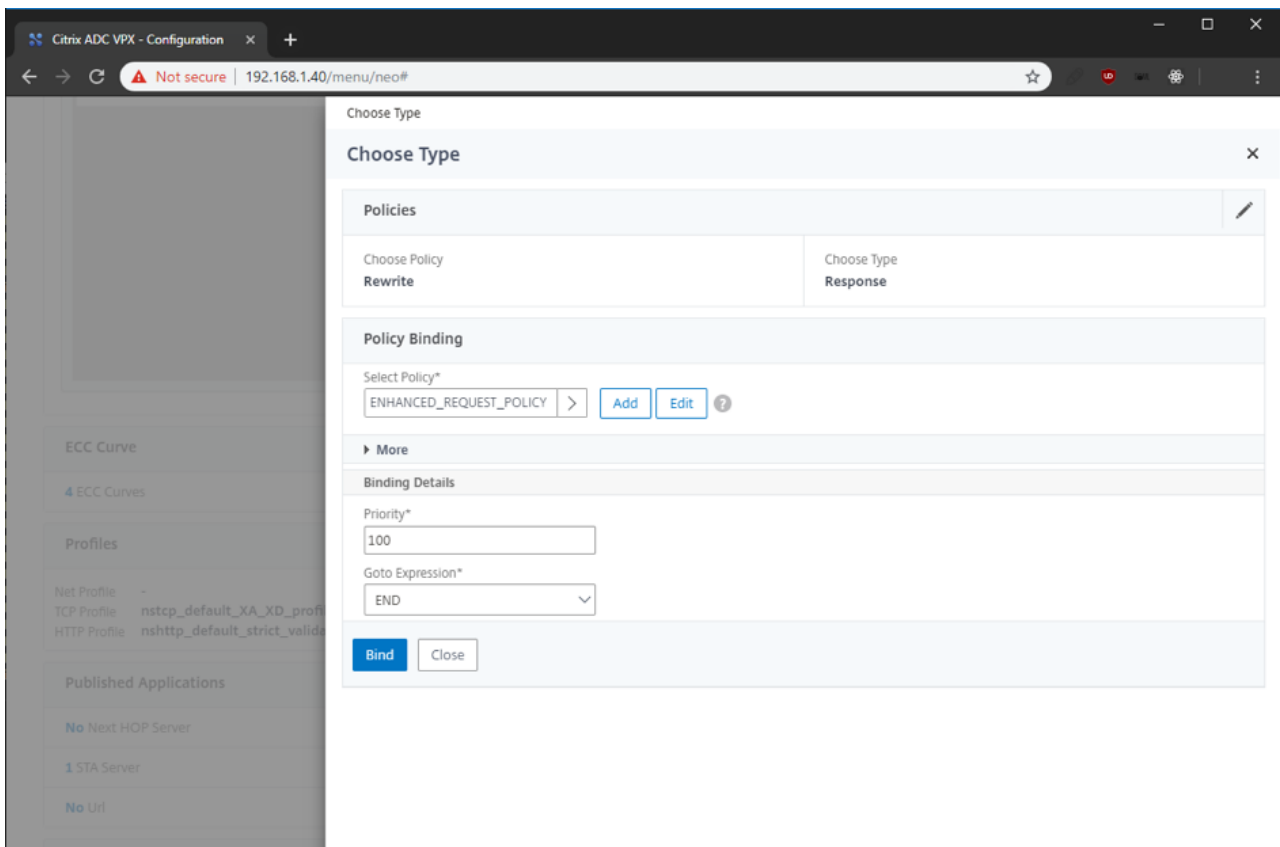 Citrix ADC VPX - Configuration
Not secure | 192.168.1.40/menu/neo#
Choose Type
Choose Type
Policies
Choose Policy
Choose Type
Rewrite
Response
Policy Binding
Select Policy*
ENHANCED_REQUEST_POLICY
Add
Edit
More
Binding Details
Priority*
100
Goto Expression*
END
Bind
Close
ECC Curve
4 ECC Curves
Profiles
Net Profile -
TCP Profile nstcp_default_XA_XD_profi
HTTP Profile nshttp_default_strict_valida
Published Applications
No Next HOP Server
1 STA Server
No Url